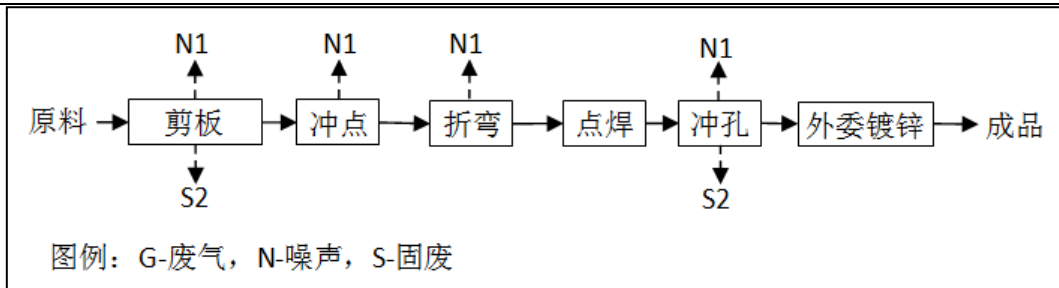 N1 N1 N1 N1
原料 剪板 冲点 折弯 点焊 冲孔 外委镀锌 成品
S2 S2
图例：G-废气，N-噪声，S-固废